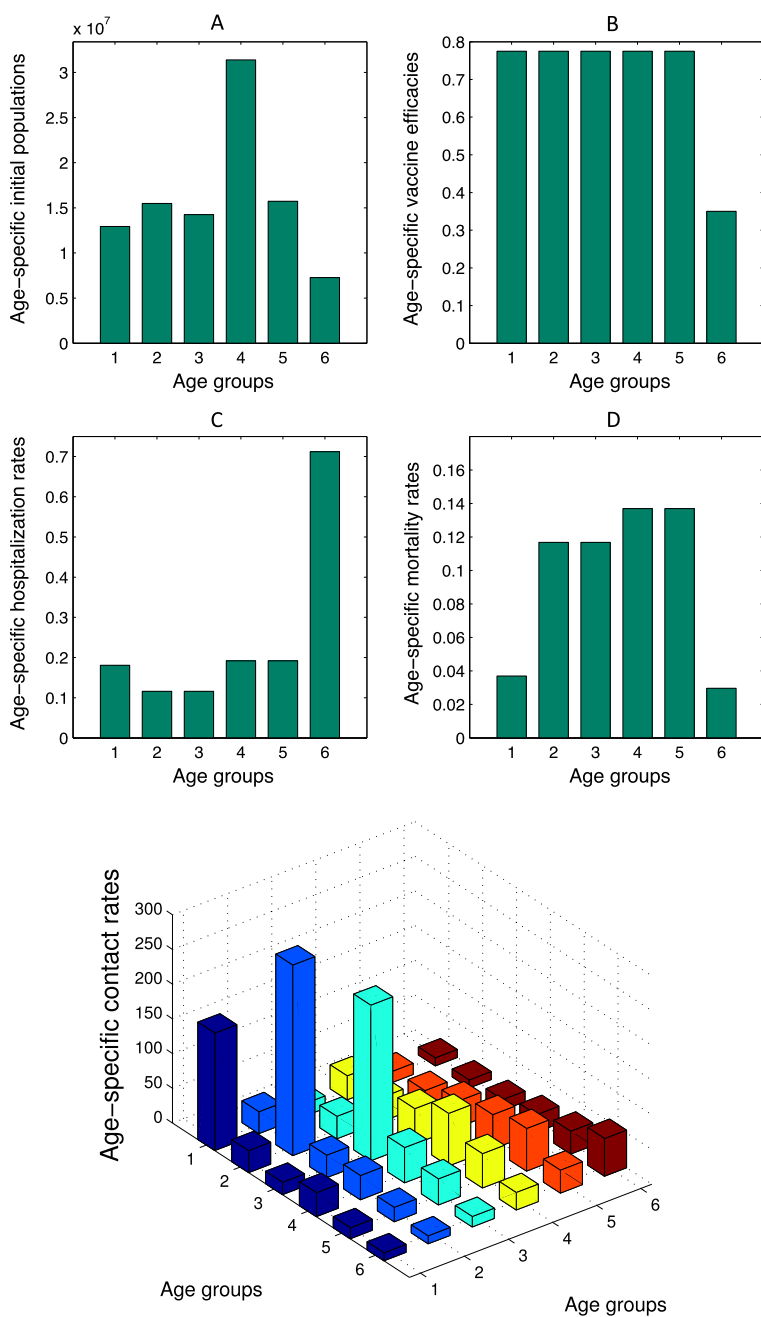 A
x 10^7
Age−specific initial populations
3
2.5
2
1.5
1
0.5
0
1 2 3 4 5 6
Age groups
B
Age−specific vaccine efficacies
0.8
0.7
0.6
0.5
0.4
0.3
0.2
0.1
0
1 2 3 4 5 6
Age groups
C
Age−specific hospitalization rates
0.7
0.6
0.5
0.4
0.3
0.2
0.1
0
1 2 3 4 5 6
Age groups
D
Age−specific mortality rates
0.16
0.14
0.12
0.1
0.08
0.06
0.04
0.02
0
1 2 3 4 5 6
Age groups
Age−specific contact rates
300
250
200
150
100
50
0
1 2 3 4 5 6
Age groups
1 2 3 4 5 6
Age groups